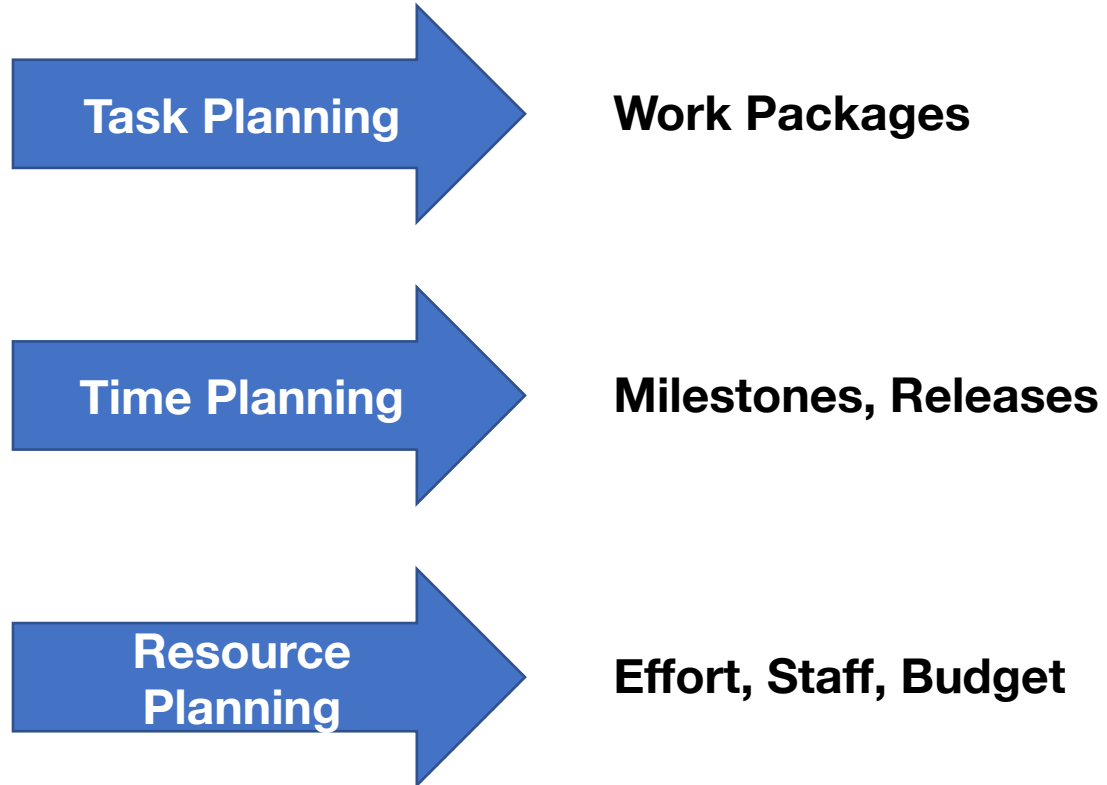 Task Planning
Work Packages
Time Planning
Milestones, Releases
Resource
Planning
Effort, Staff, Budget